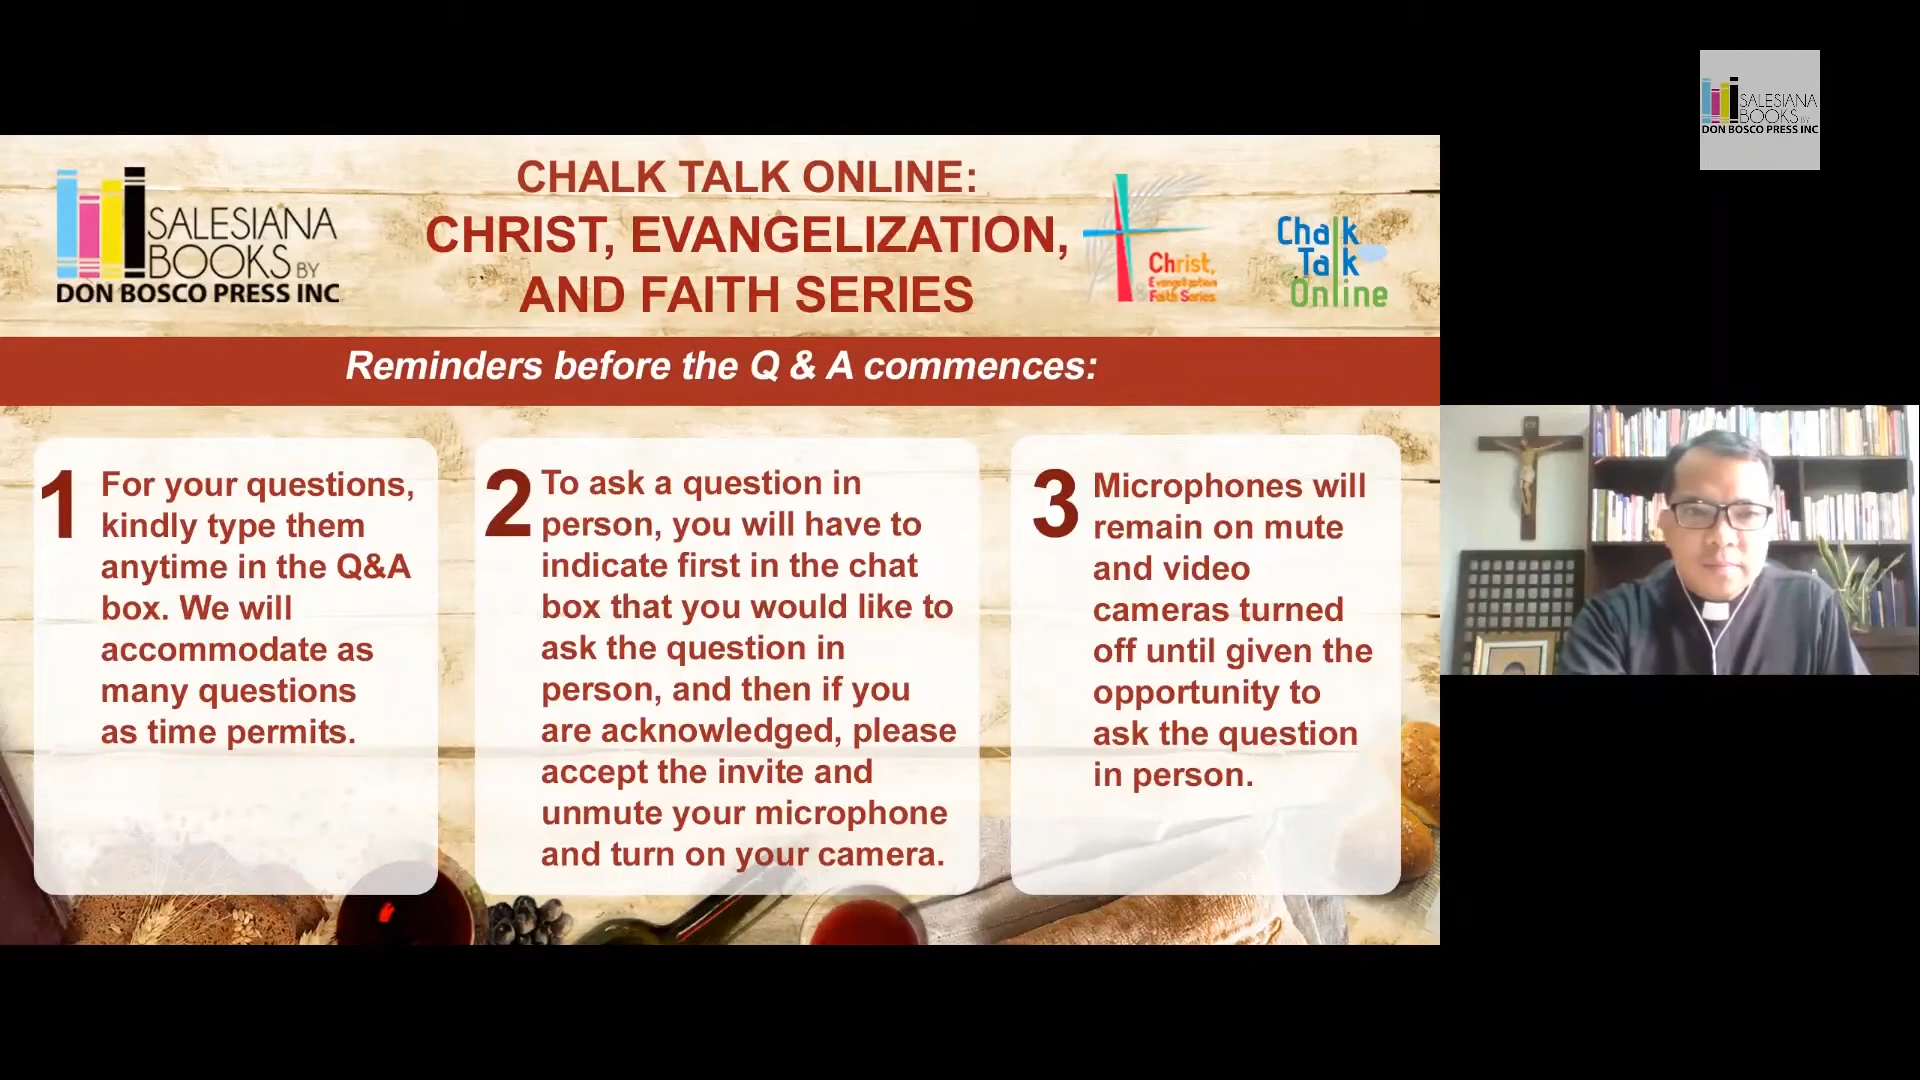 SALESIANA
BOOKS BY
DON BOSCO PRESS INC
CHALK TALK ONLINE:
CHRIST, EVANGELIZATION,
AND FAITH SERIES
Christ,
Evangelization
& Faith Series
Chalk
Talk
Online
SALESIANA
BOOKS BY
DON BOSCO PRESS INC
Reminders before the Q & A commences:
1
For your questions,
kindly type them
anytime in the Q&A
box. We will
accommodate as
many questions
as time permits.
2
To ask a question in
person, you will have to
indicate first in the chat
box that you would like to
ask the question in
person, and then if you
are acknowledged, please
accept the invite and
unmute your microphone
and turn on your camera.
3
Microphones will
remain on mute
and video
cameras turned
off until given the
opportunity to
ask the question
in person.